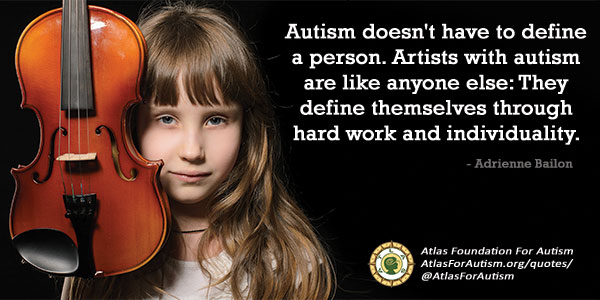 Autism doesn't have to define
a person. Artists with autism
are like anyone else: They
define themselves through
hard work and individuality.
- Adrienne Bailon
Atlas Foundation For Autism
AtlasForAutism.org/quotes/
@AtlasForAutism